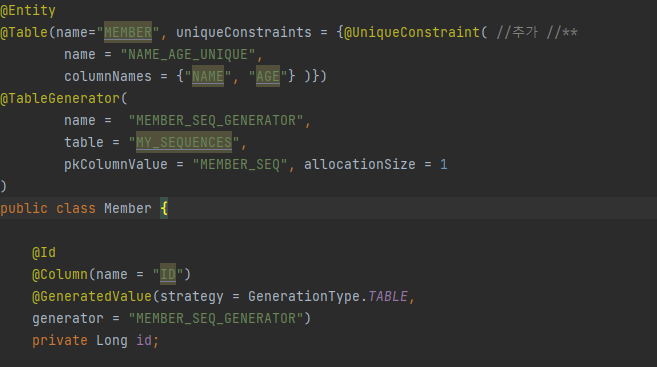 @Entity
@Table(name="MEMBER", uniqueConstraints = {@UniqueConstraint( //추가 //**
        name = "NAME_AGE_UNIQUE",
        columnNames = {"NAME", "AGE"} )})
@TableGenerator(
        name =  "MEMBER_SEQ_GENERATOR",
        table = "MY_SEQUENCES",
        pkColumnValue = "MEMBER_SEQ", allocationSize = 1
)
public class Member {
    @Id
    @Column(name = "ID")
    @GeneratedValue(strategy = GenerationType.TABLE,
    generator = "MEMBER_SEQ_GENERATOR")
    private Long id;